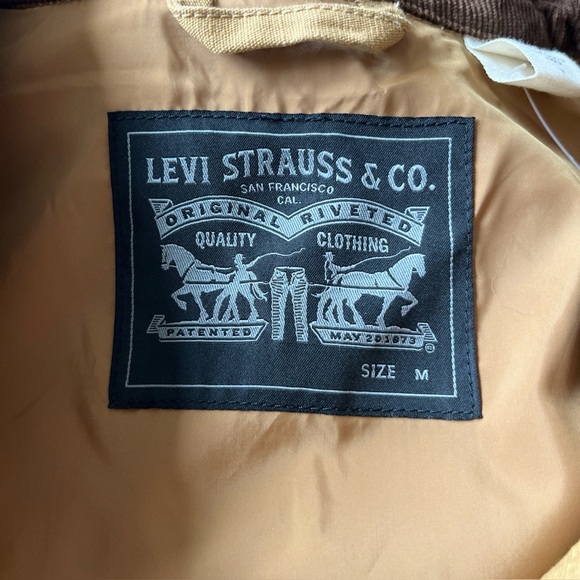 LEVI STRAUSS & CO.
SAN FRANCISCO
CAL.
ORIGINAL RIVETED
QUALITY CLOTHING
PATENTED MAY 20 1873
®
SIZE M